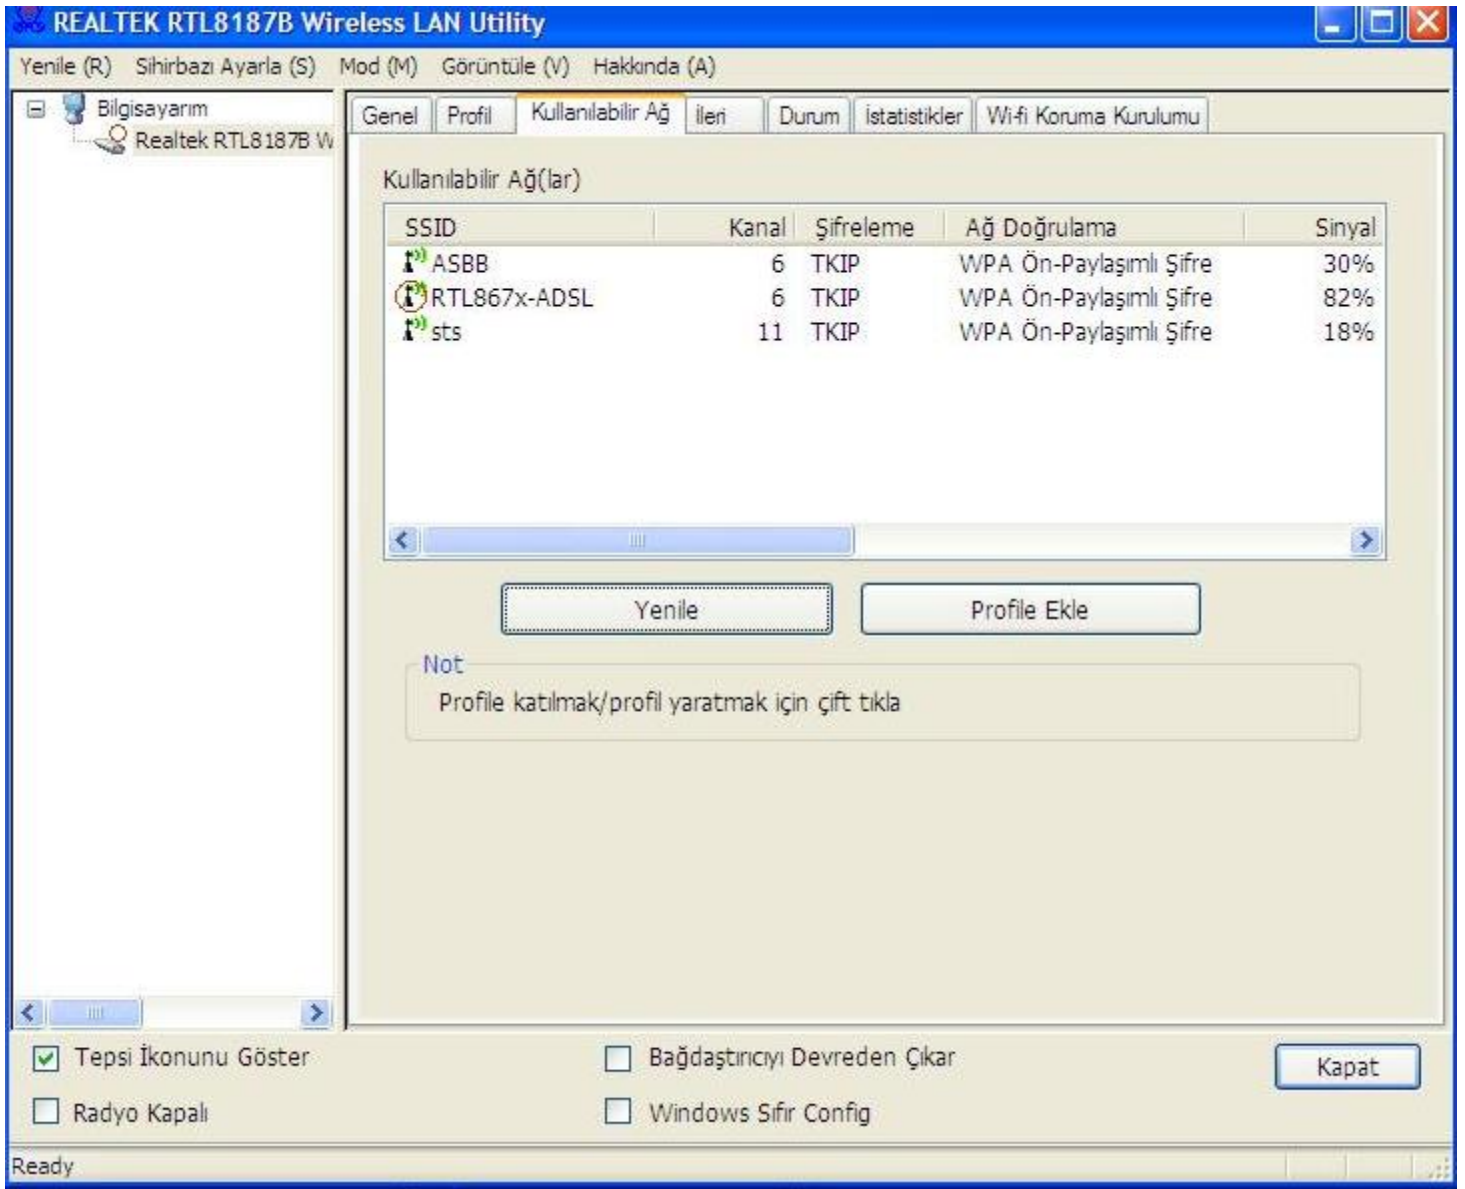 REALTEK RTL8187B Wireless LAN Utility
Yenile (R) Sihirbazı Ayarla (S) Mod (M) Görüntüle (V) Hakkında (A)
Bilgisayarım
Realtek RTL8187B W
Genel Profil Kullanılabilir Ağ İleri Durum İstatistikler Wi-fi Koruma Kurulumu
Kullanılabilir Ağ(lar)
SSID Kanal Şifreleme Ağ Doğrulama Sinyal
ASBB 6 TKIP WPA Ön-Paylaşımlı Şifre 30%
RTL867x-ADSL 6 TKIP WPA Ön-Paylaşımlı Şifre 82%
sts 11 TKIP WPA Ön-Paylaşımlı Şifre 18%
Yenile Profile Ekle
Not
Profile katılmak/profil yaratmak için çift tıkla
Tepsi İkonunu Göster Bağdaştırıcıyı Devreden Çıkar Kapat
Radyo Kapalı Windows Sıfır Config
Ready